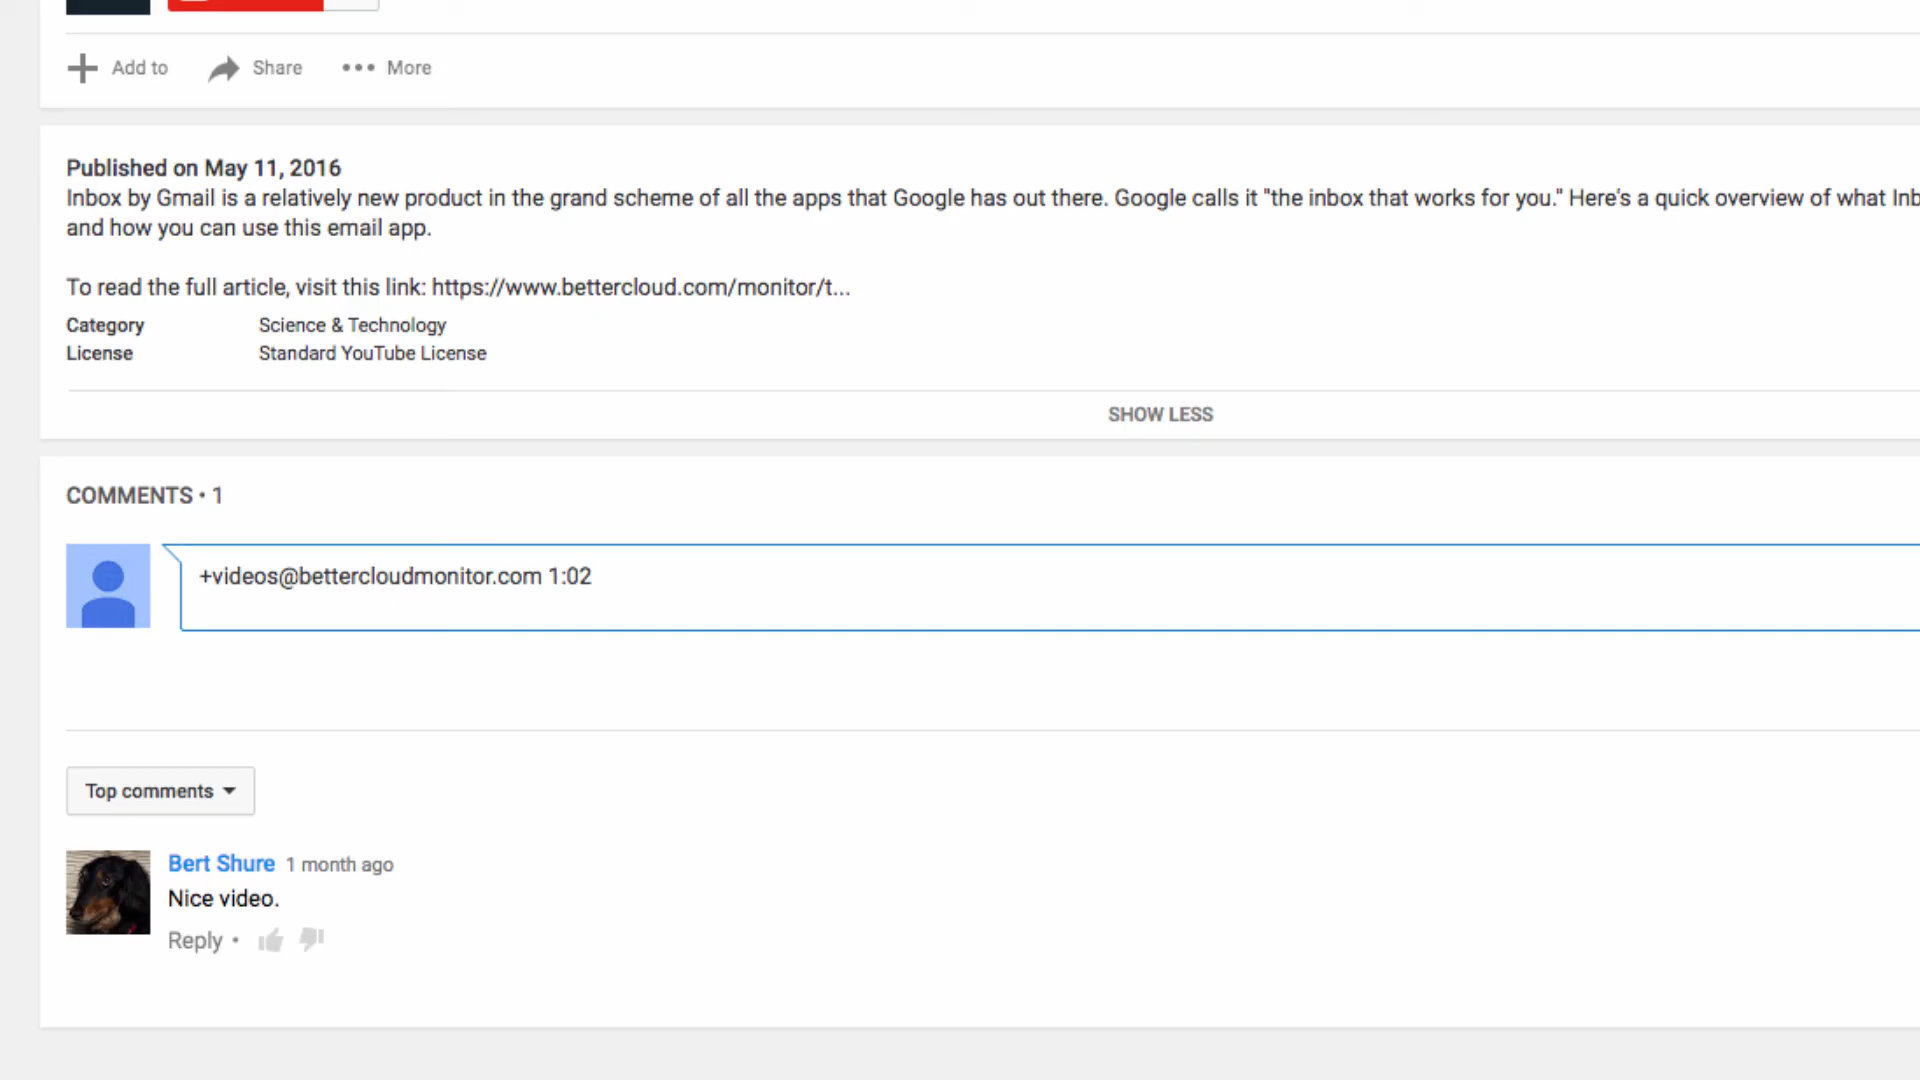 Add to Share More
Published on May 11, 2016
Inbox by Gmail is a relatively new product in the grand scheme of all the apps that Google has out there. Google calls it "the inbox that works for you." Here's a quick overview of what Inb
and how you can use this email app.
To read the full article, visit this link: https://www.bettercloud.com/monitor/t...
Category Science & Technology
License Standard YouTube License
SHOW LESS
COMMENTS • 1
+videos@bettercloudmonitor.com 1:02
Top comments
Bert Shure 1 month ago
Nice video.
Reply •